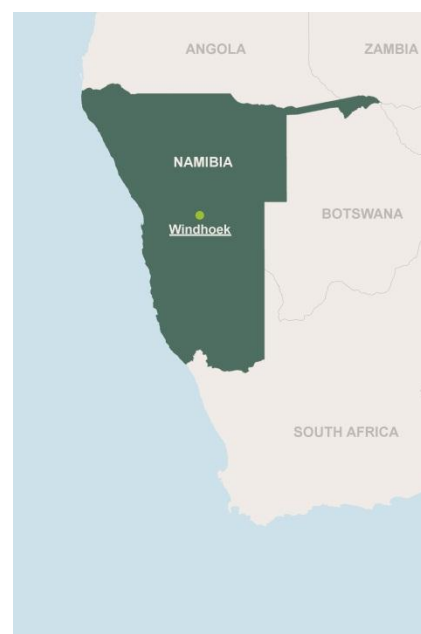 ANGOLA
ZAMBIA
NAMIBIA
BOTSWANA
Windhoek
SOUTH AFRICA